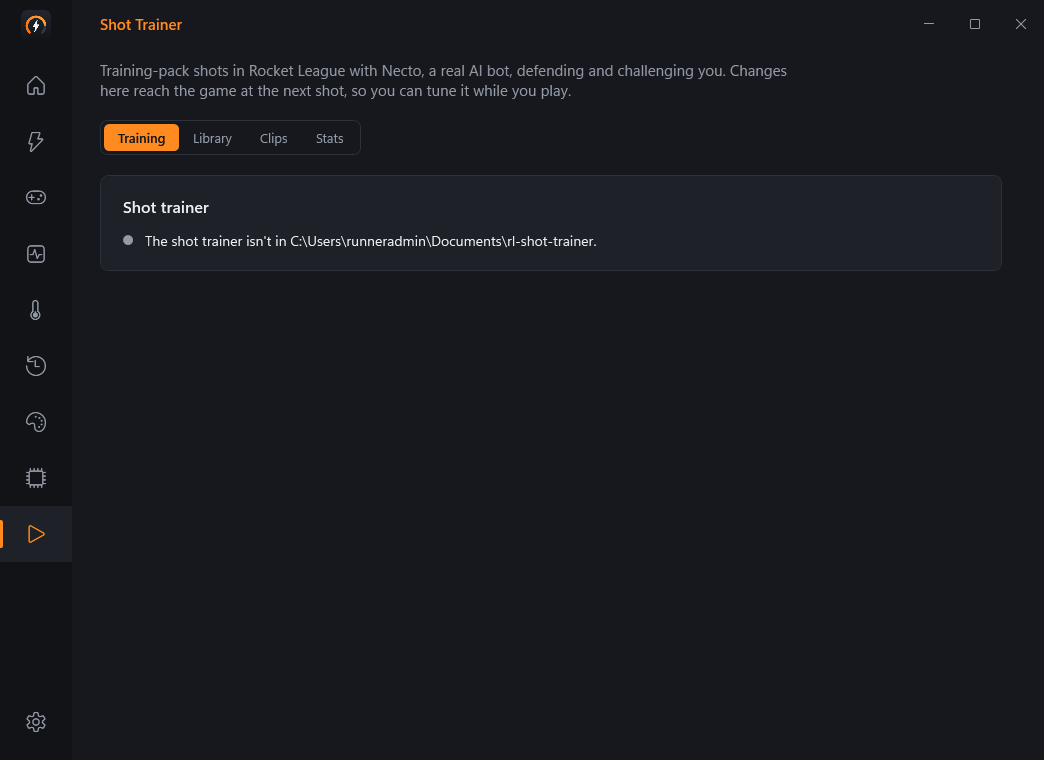 Shot Trainer
Training-pack shots in Rocket League with Necto, a real AI bot, defending and challenging you. Changes
here reach the game at the next shot, so you can tune it while you play.
Training
Library
Clips
Stats
Shot trainer
The shot trainer isn't in C:\Users\runneradmin\Documents\rl-shot-trainer.